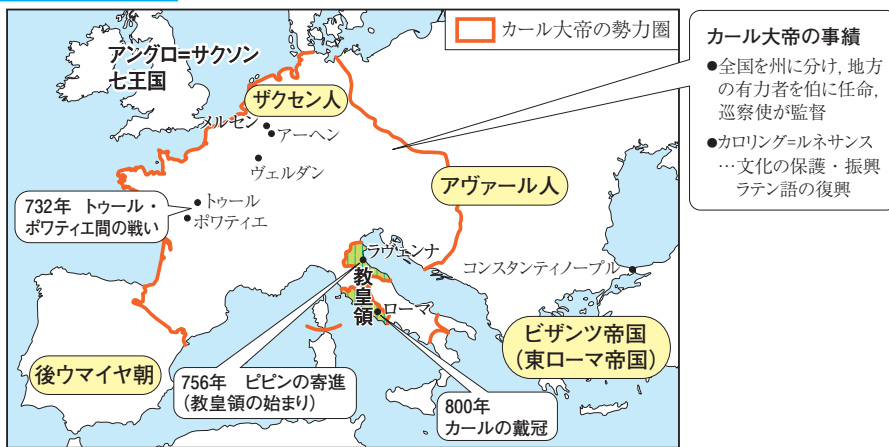 カール大帝の勢力圏
アングロ=サクソン
七王国
ザクセン人
メルセン
アーヘン
ヴェルダン
アヴァール人
732年 トゥール・
ポワティエ間の戦い
トゥール
ポワティエ
ラヴェンナ
教皇領
ローマ
コンスタンティノープル
ビザンツ帝国
(東ローマ帝国)
後ウマイヤ朝
756年 ピピンの寄進
(教皇領の始まり)
800年
カールの戴冠
カール大帝の事績
●全国を州に分け, 地方
の有力者を伯に任命,
巡察使が監督
●カロリング=ルネサンス
…文化の保護・振興
ラテン語の復興